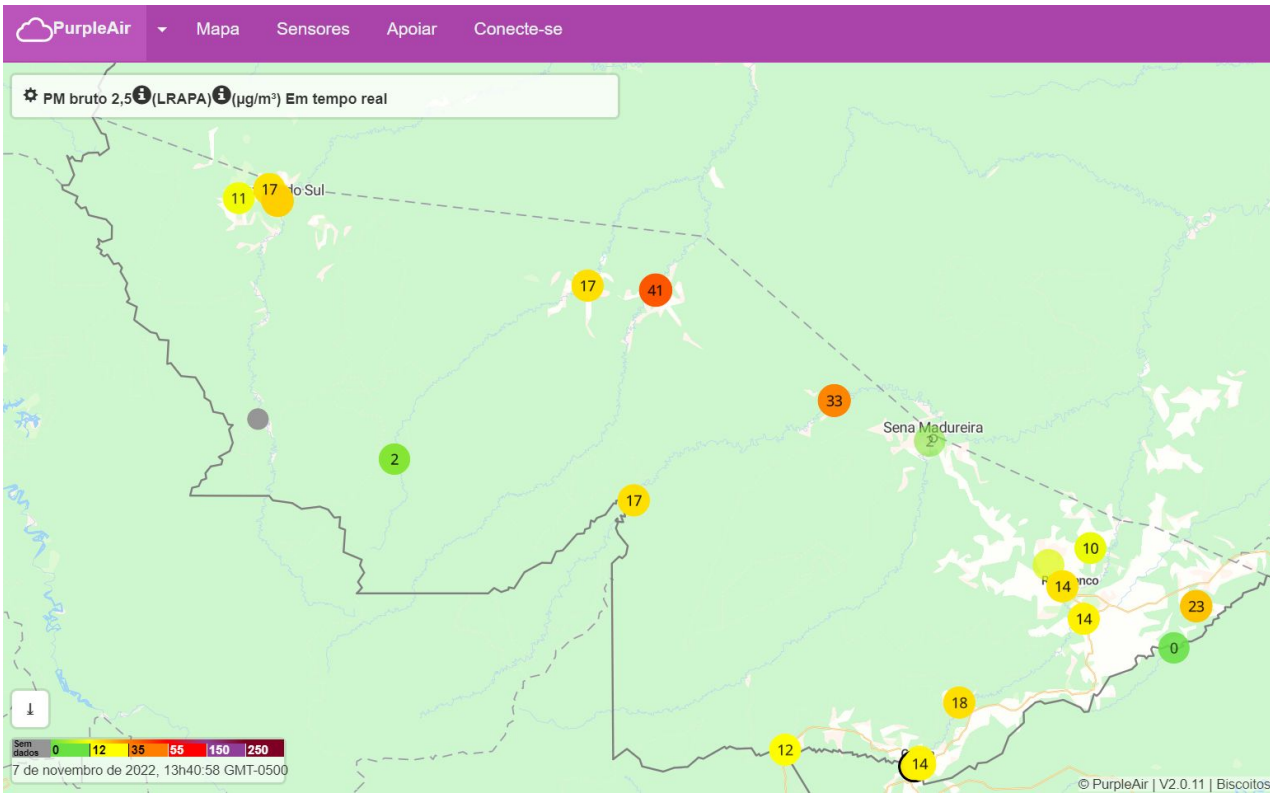 PurpleAir Mapa Sensores Apoiar Conecte-se
PM bruto 2,5 (LRAPA) (µg/m³) Em tempo real
11
17
do Sul
17
41
33
Sena Madureira
2
2
17
10
nco
14
14
23
0
18
12
14
Sem dados 0 12 35 55 150 250
7 de novembro de 2022, 13h40:58 GMT-0500
© PurpleAir | V2.0.11 | Biscoitos